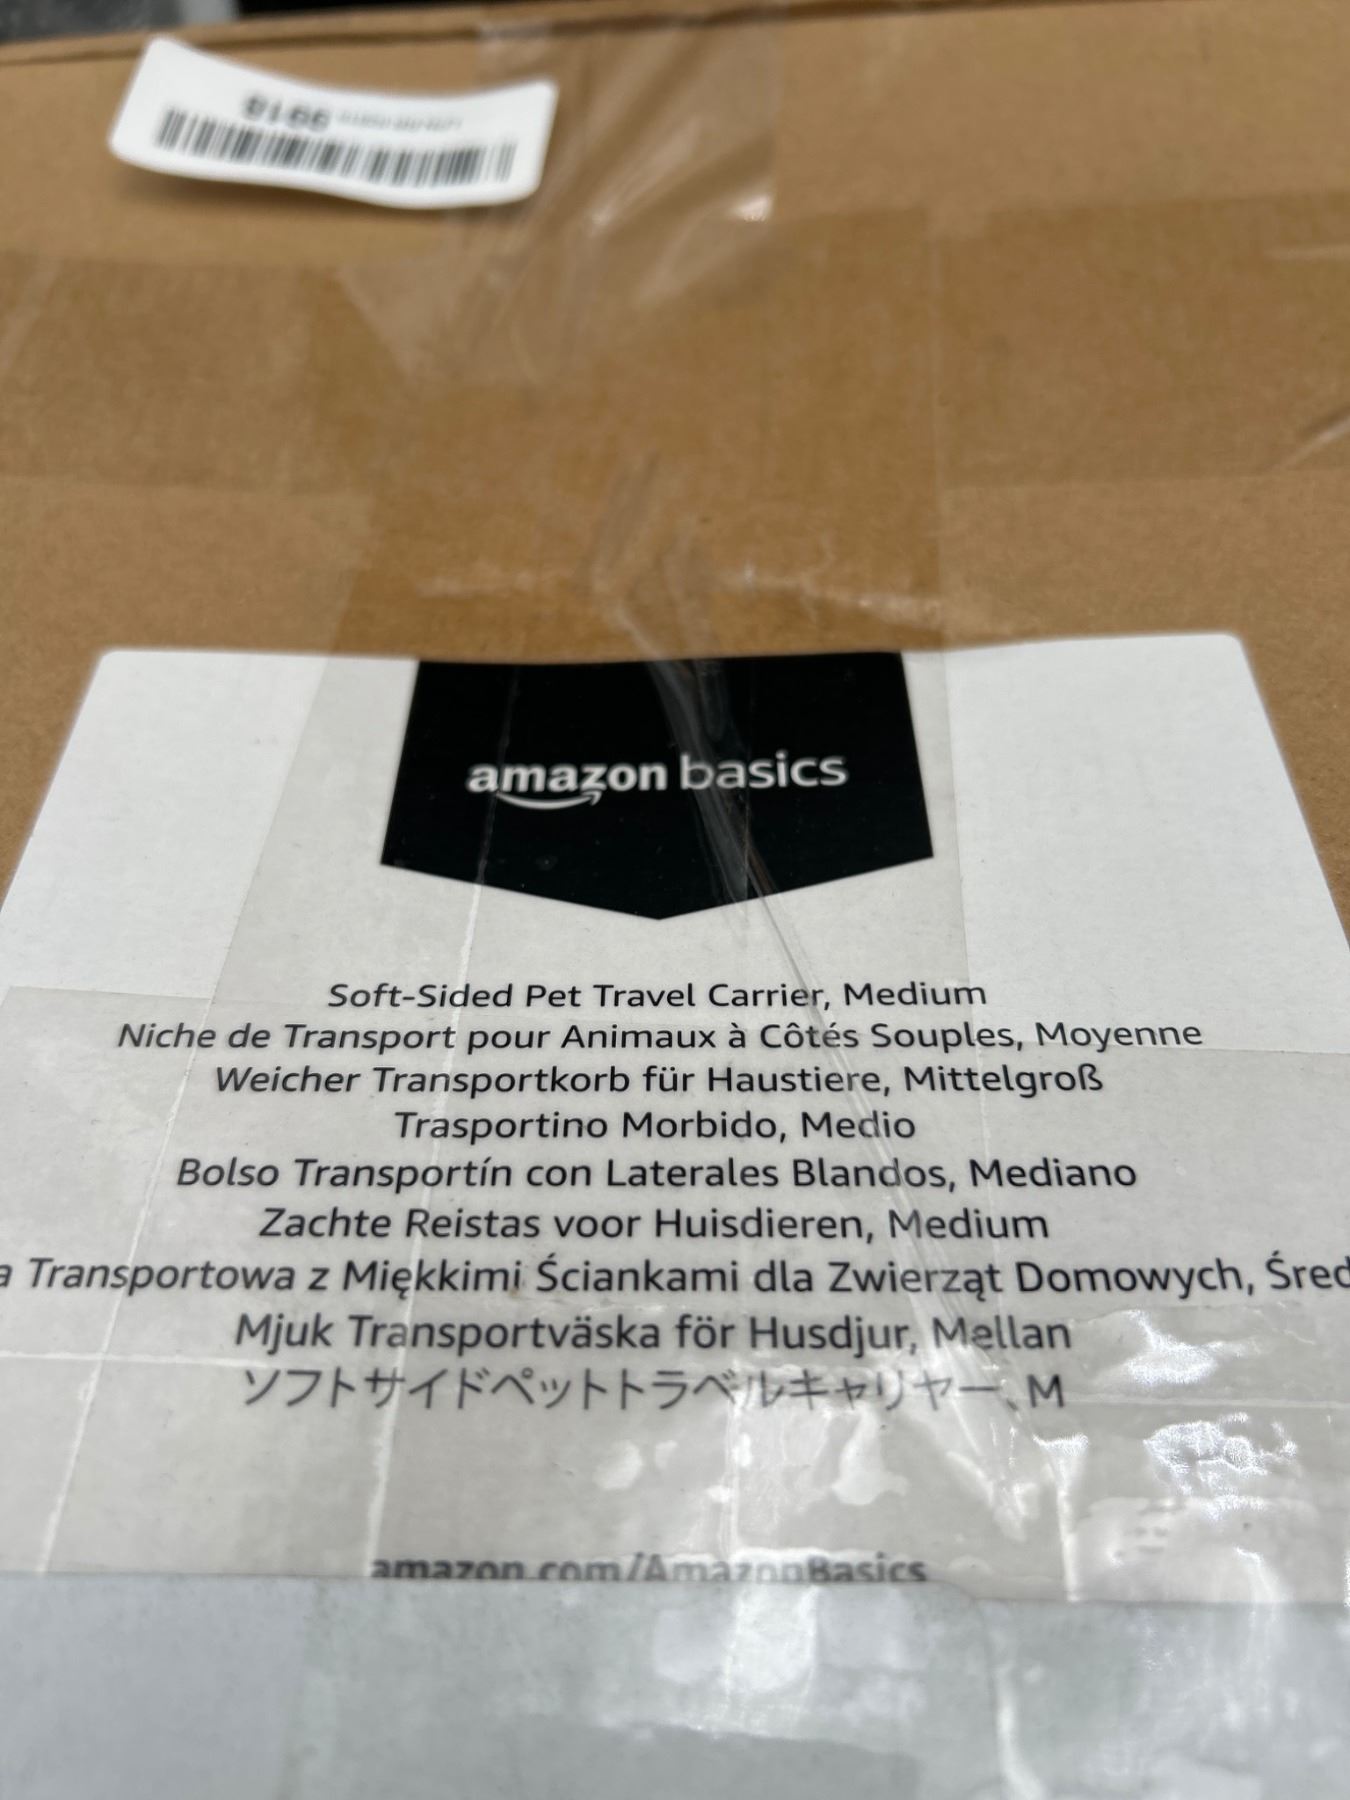 9918
amazon basics
Soft-Sided Pet Travel Carrier, Medium
Niche de Transport pour Animaux à Côtés Souples, Moyenne
Weicher Transportkorb für Haustiere, Mittelgroß
Trasportino Morbido, Medio
Bolso Transportín con Laterales Blandos, Mediano
Zachte Reistas voor Huisdieren, Medium
a Transportowa z Miękkimi Ściankami dla Zwierząt Domowych, Śred
Mjuk Transportväska för Husdjur, Mellan
ソフトサイドペットトラベルキャリヤー、M
amazon.com/AmazonBasics